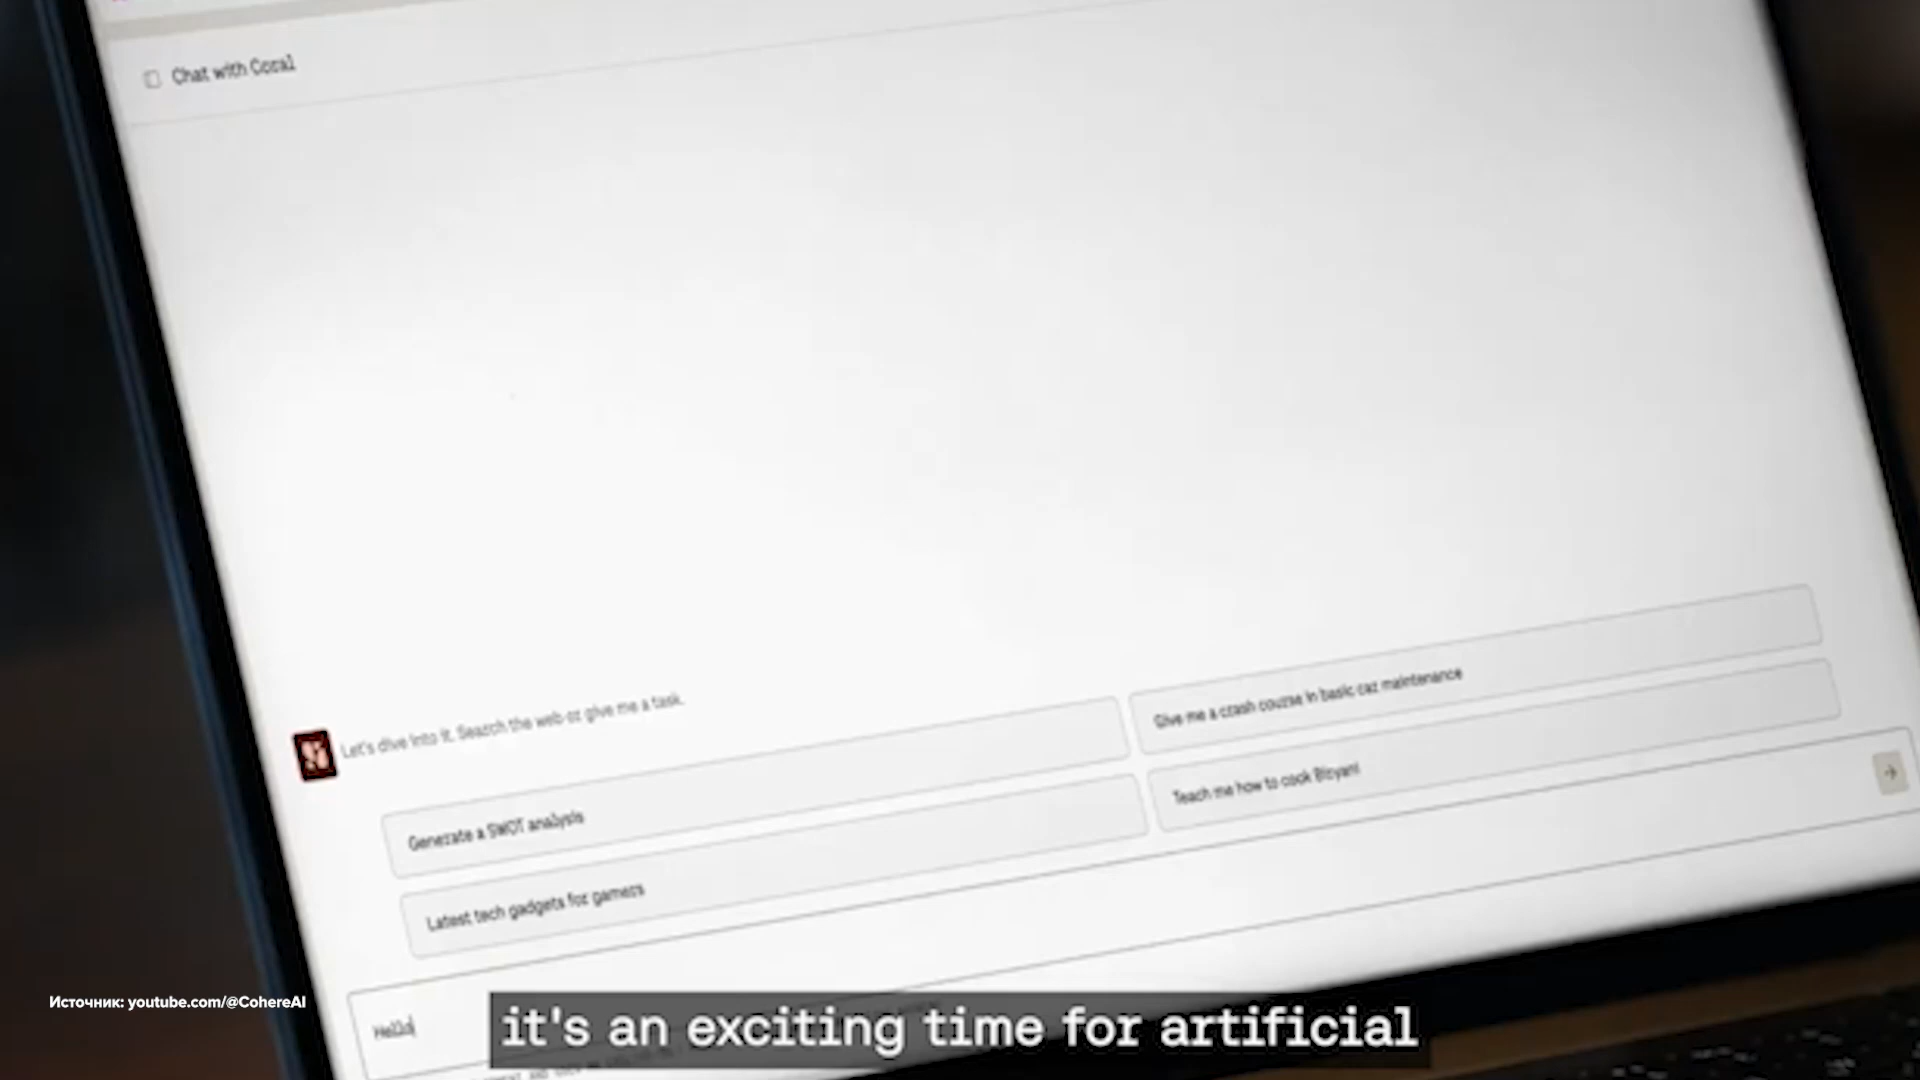 Chat with Coral
Let's dive into it. Search the web or give me a task.
Generate a SWOT analysis
Give me a crash course in basic car maintenance
Latest tech gadgets for gamers
Teach me how to cook Biryani
Hello
it's an exciting time for artificial
Источник: youtube.com/@CohereAI